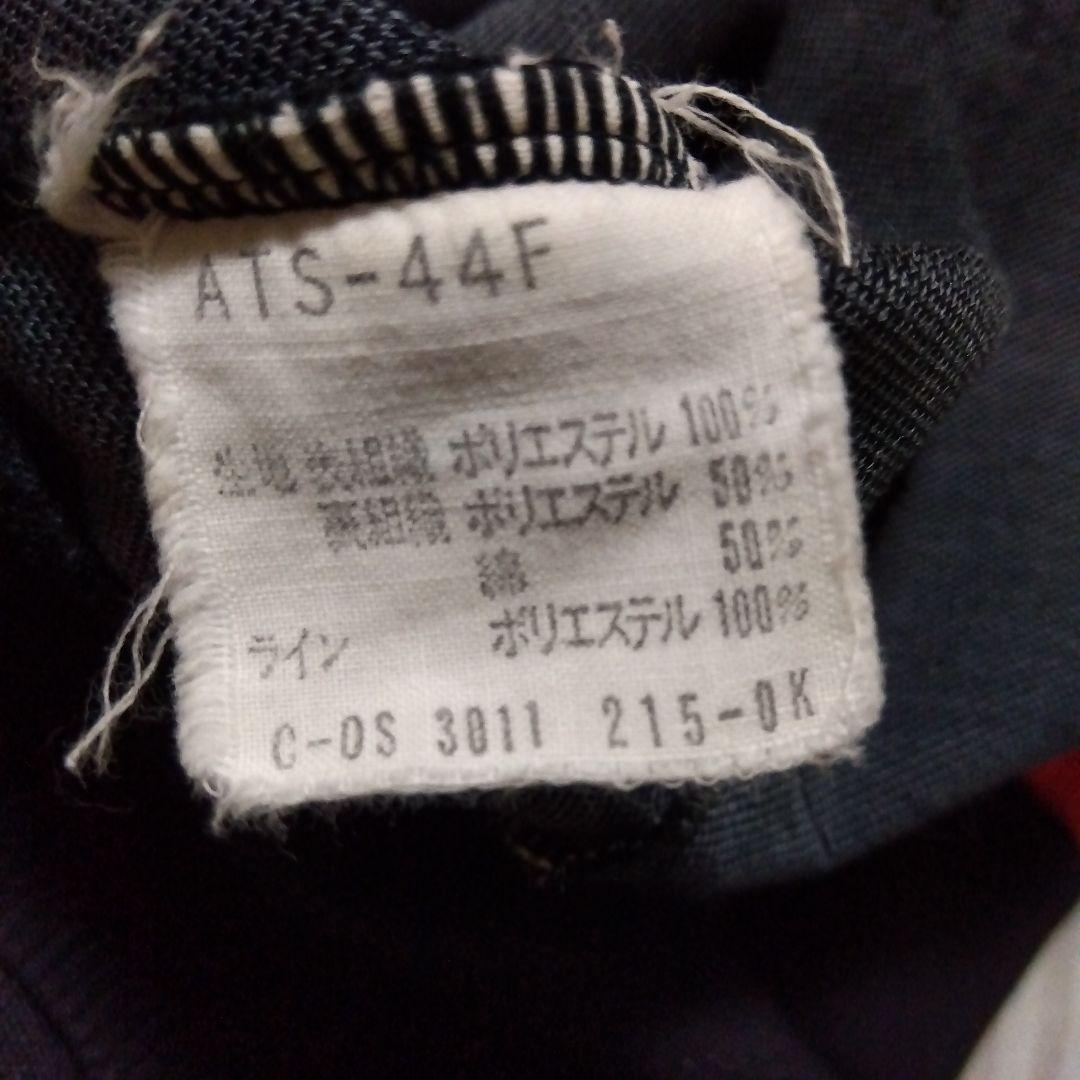 ATS-44F
生地 表組織 ポリエステル 100%
裏組織 ポリエステル 50%
綿 50%
ライン ポリエステル 100%
C-OS 3011 215-0K